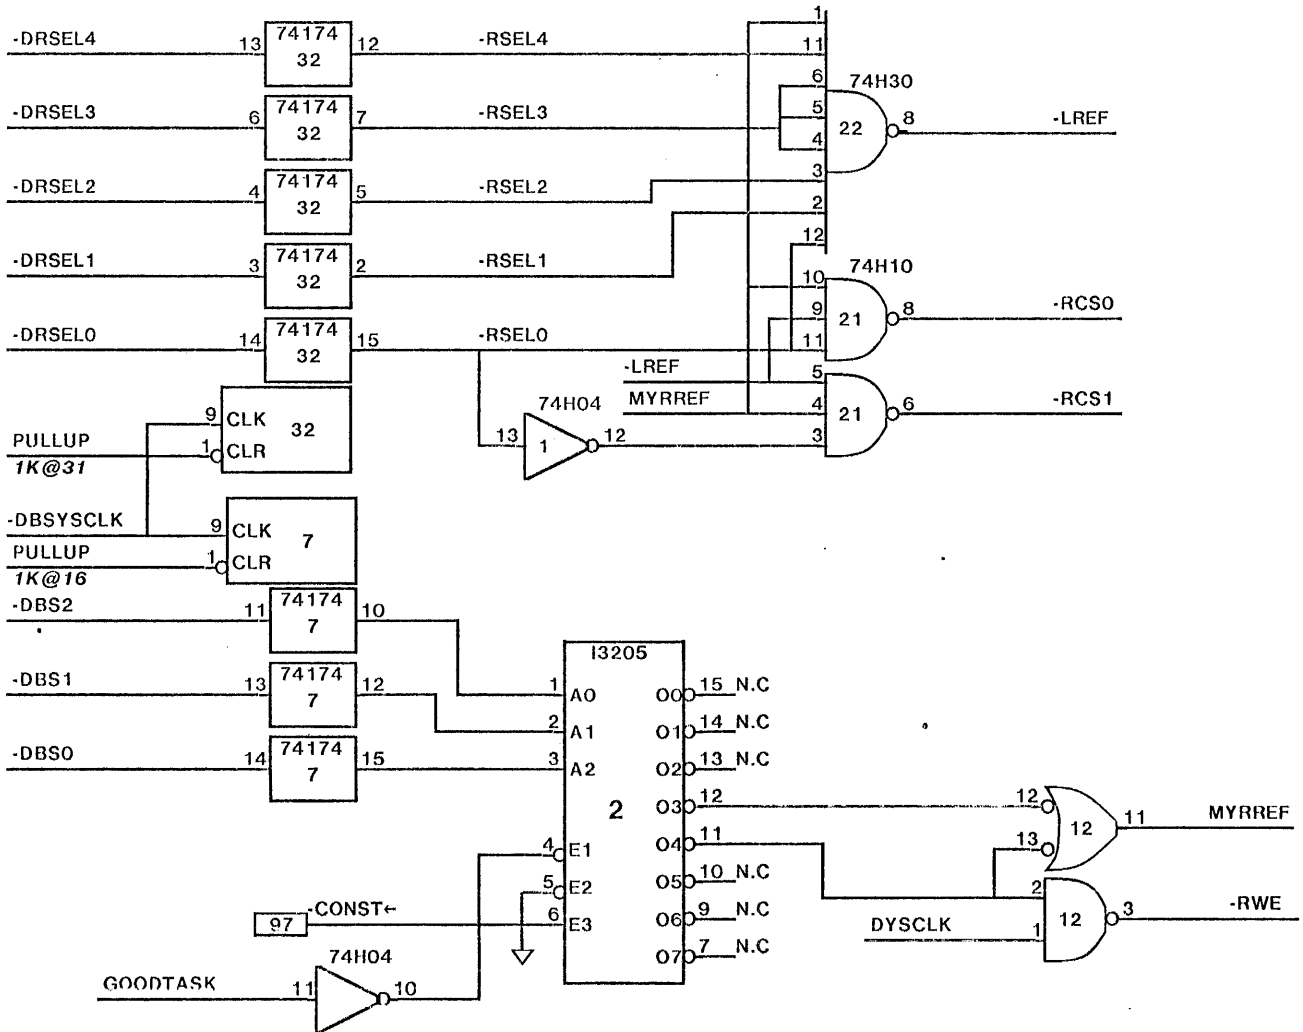 -DRSEL4 13 74174 32 12 -RSEL4
-DRSEL3 6 74174 32 7 -RSEL3
-DRSEL2 4 74174 32 5 -RSEL2
-DRSEL1 3 74174 32 2 -RSEL1
-DRSEL0 14 74174 32 15 -RSEL0
1
11
6
5
4
3
2
12
74H30
22
8 -LREF
74H10
10
9
11
21
8 -RCS0
-LREF 5
MYRREF 4
3
21
6 -RCS1
74H04
13 1 12
9 CLK
32
PULLUP 1 CLR
1K@31
-DBSYSCLK 9 CLK
7
PULLUP 1 CLR
1K@16
-DBS2 11 74174 7 10
-DBS1 13 74174 7 12
-DBS0 14 74174 7 15
I3205
2
1 A0
2 A1
3 A2
4 E1
5 E2
6 E3
O0 15 N.C
O1 14 N.C
O2 13 N.C
O3 12
O4 11
O5 10 N.C
O6 9 N.C
O7 7 N.C
97 -CONST←
74H04
GOODTASK 11 10
12
13
12
11 MYRREF
2
DYSCLK 1
12
3 -RWE